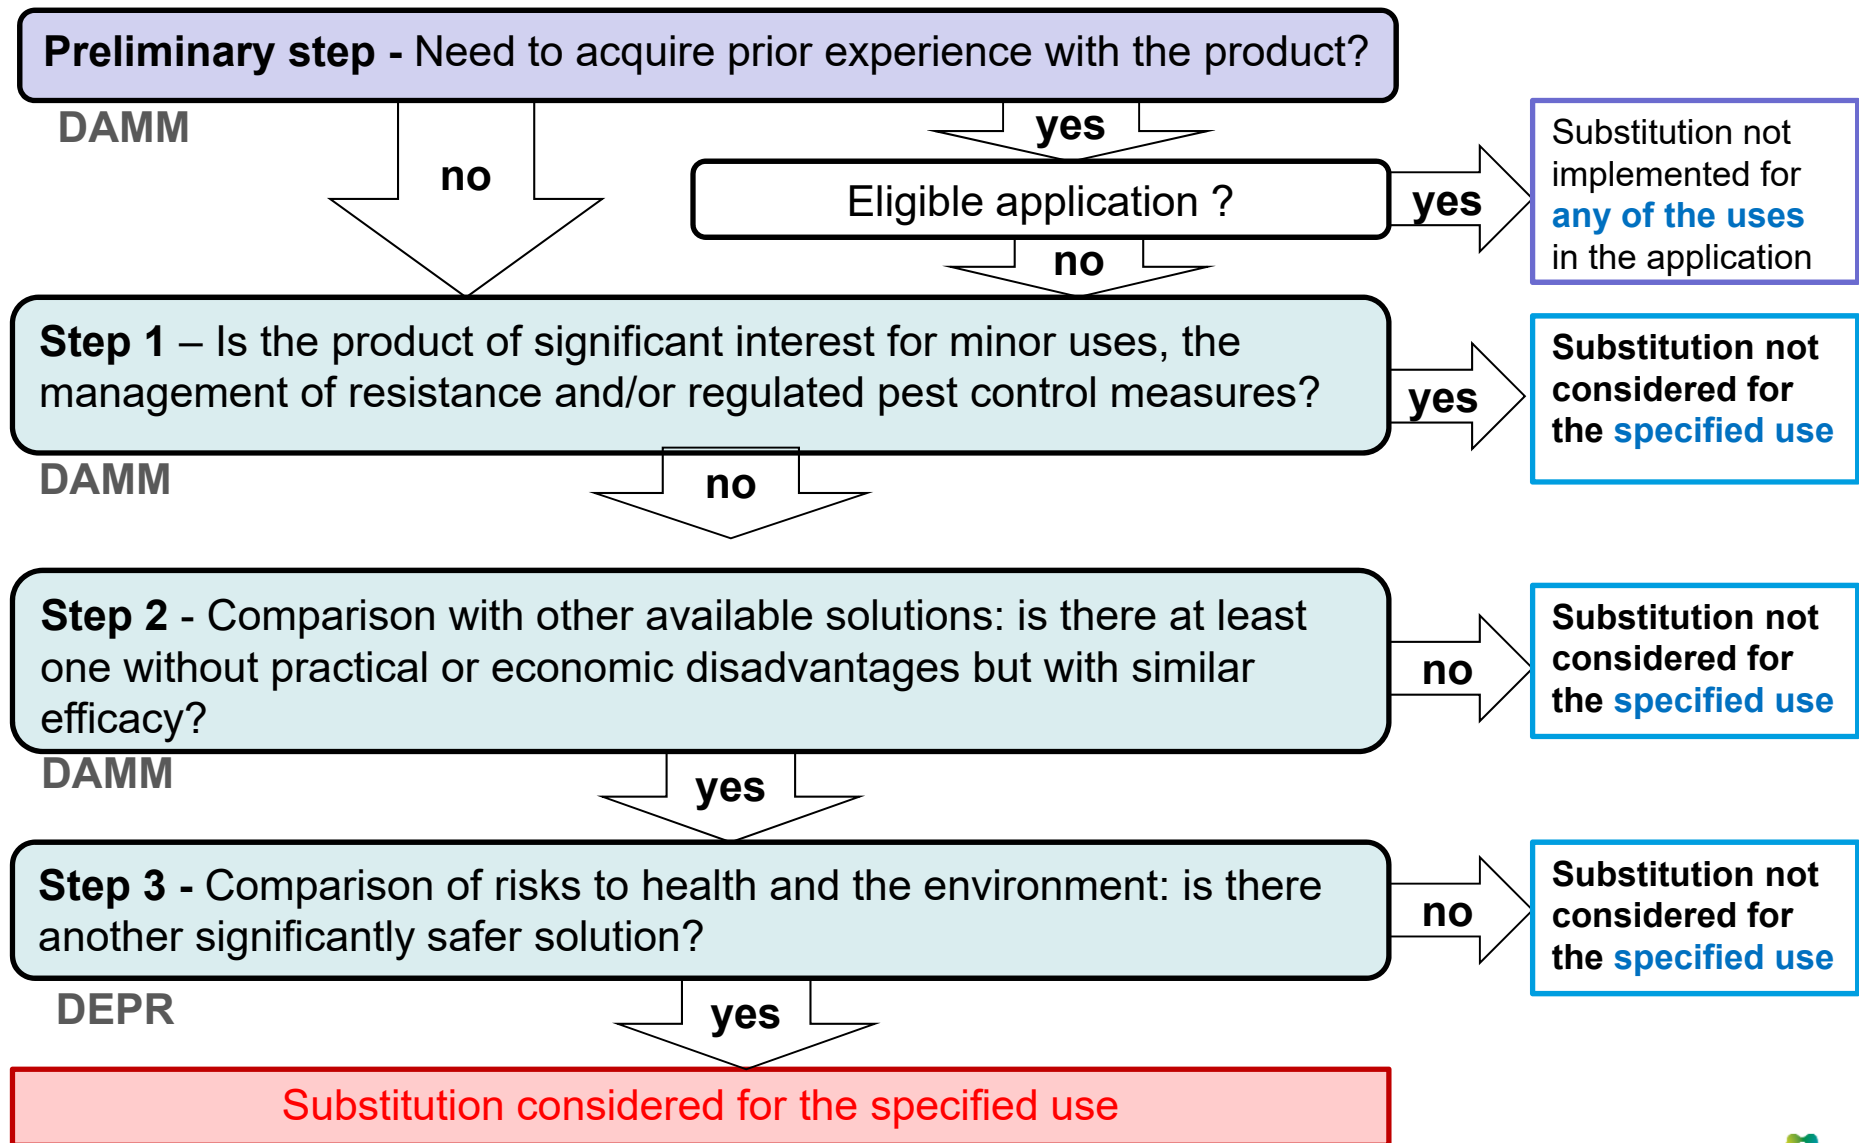 Preliminary step - Need to acquire prior experience with the product?
DAMM
yes
no
Eligible application ?
yes
Substitution not
implemented for
any of the uses
in the application
no
Step 1 – Is the product of significant interest for minor uses, the
management of resistance and/or regulated pest control measures?
yes
Substitution not
considered for
the specified use
DAMM
no
Step 2 - Comparison with other available solutions: is there at least
one without practical or economic disadvantages but with similar
efficacy?
no
Substitution not
considered for
the specified use
DAMM
yes
Step 3 - Comparison of risks to health and the environment: is there
another significantly safer solution?
no
Substitution not
considered for
the specified use
DEPR
yes
Substitution considered for the specified use